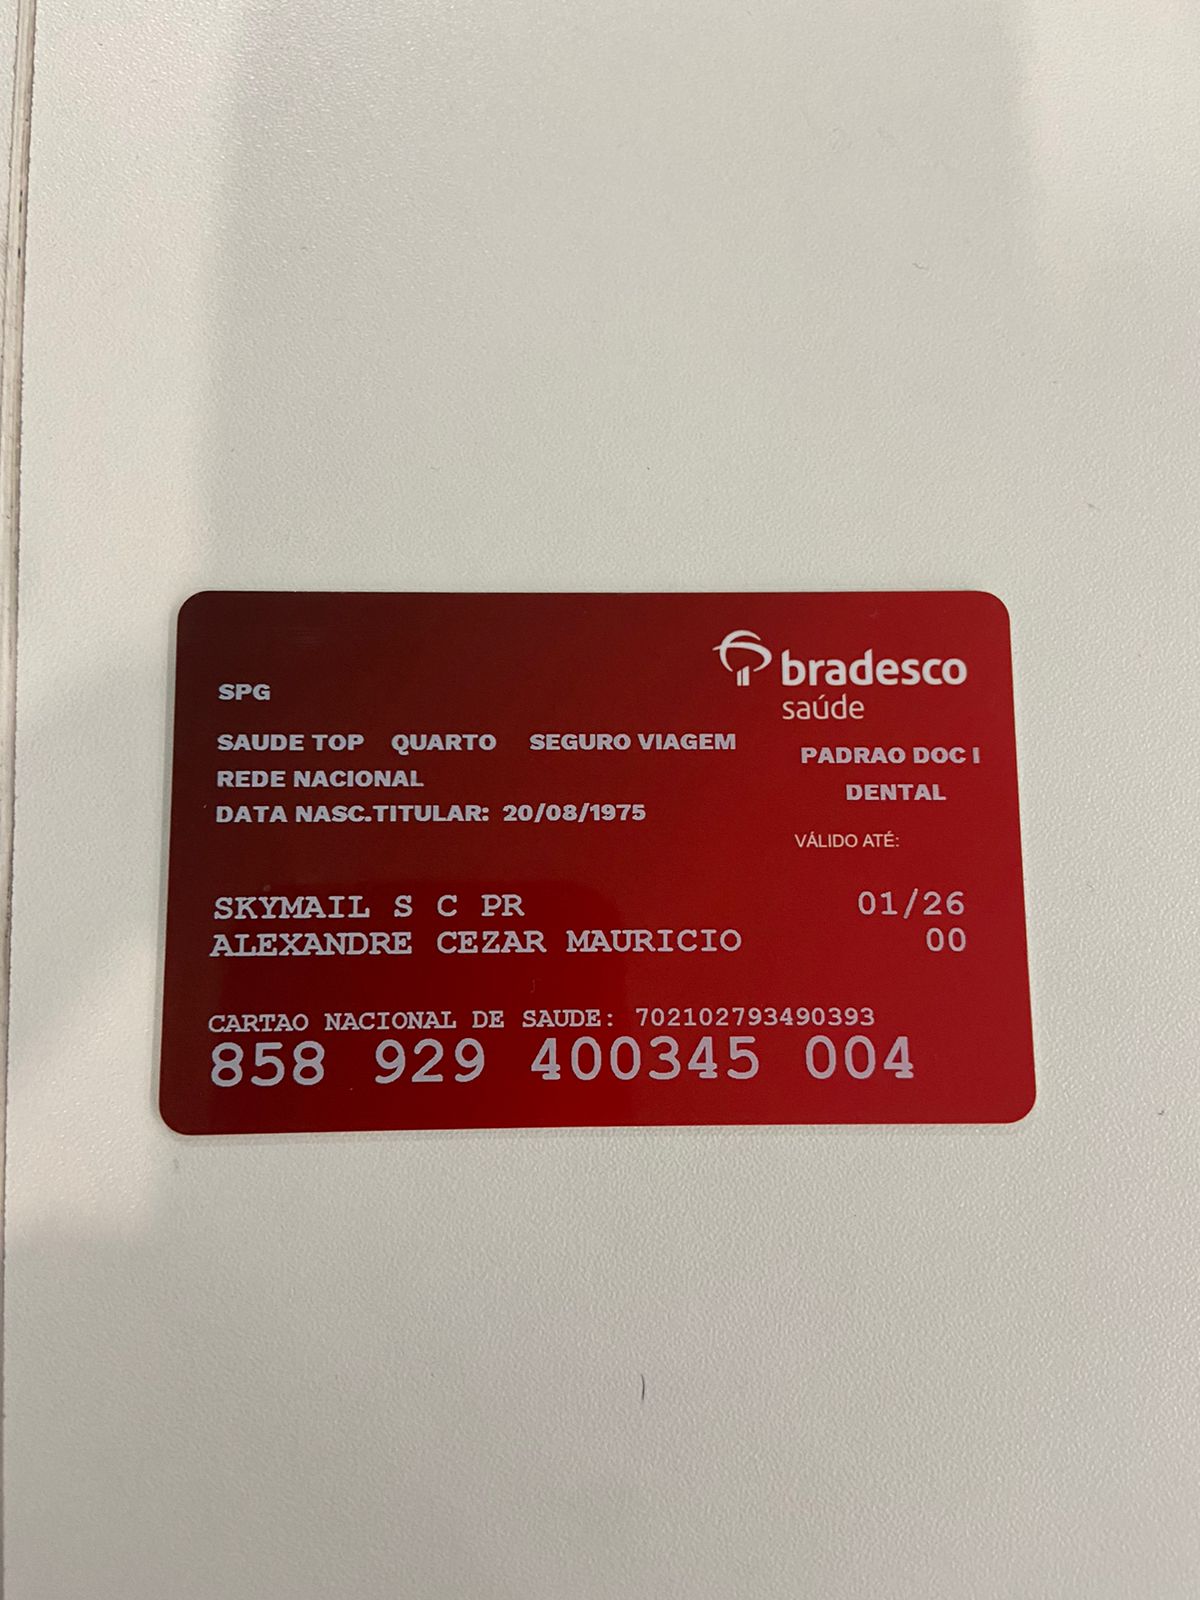 bradesco
saúde
SPG
SAUDE TOP QUARTO SEGURO VIAGEM
PADRAO DOC I
REDE NACIONAL
DENTAL
DATA NASC.TITULAR: 20/08/1975
VÁLIDO ATÉ:
SKYMAIL S C PR 01/26
ALEXANDRE CEZAR MAURICIO 00
CARTAO NACIONAL DE SAUDE: 702102793490393
858 929 400345 004